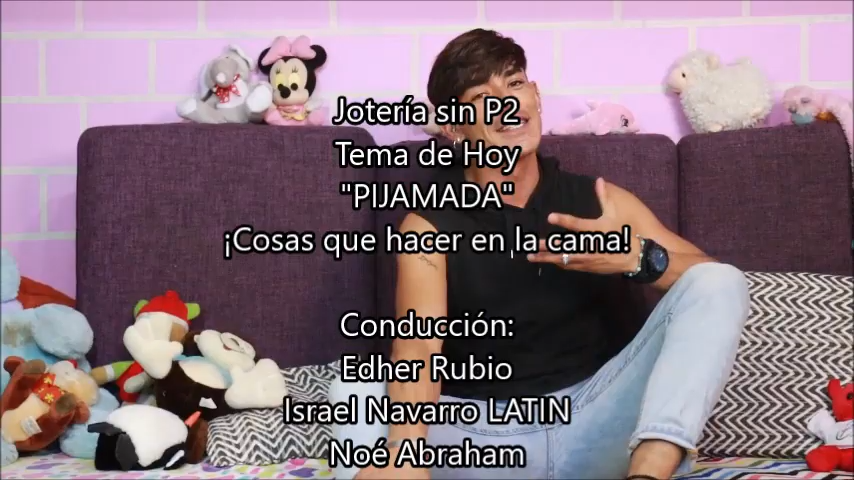 Jotería sin P2
Tema de Hoy
"PIJAMADA"
¡Cosas que hacer en la cama!
Conducción:
Edher Rubio
Israel Navarro LATIN
Noé Abraham